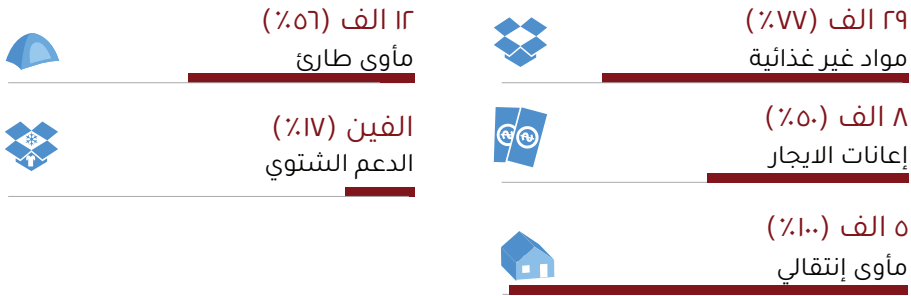 ٢٩ الف (٧٧٪)
مواد غير غذائية
٨ الف (٥٠٪)
إعانات الايجار
٥ الف (١٠٠٪)
مأوى إنتقالي
١٢ الف (٥٦٪)
مأوى طارئ
الفين (١٧٪)
الدعم الشتوي